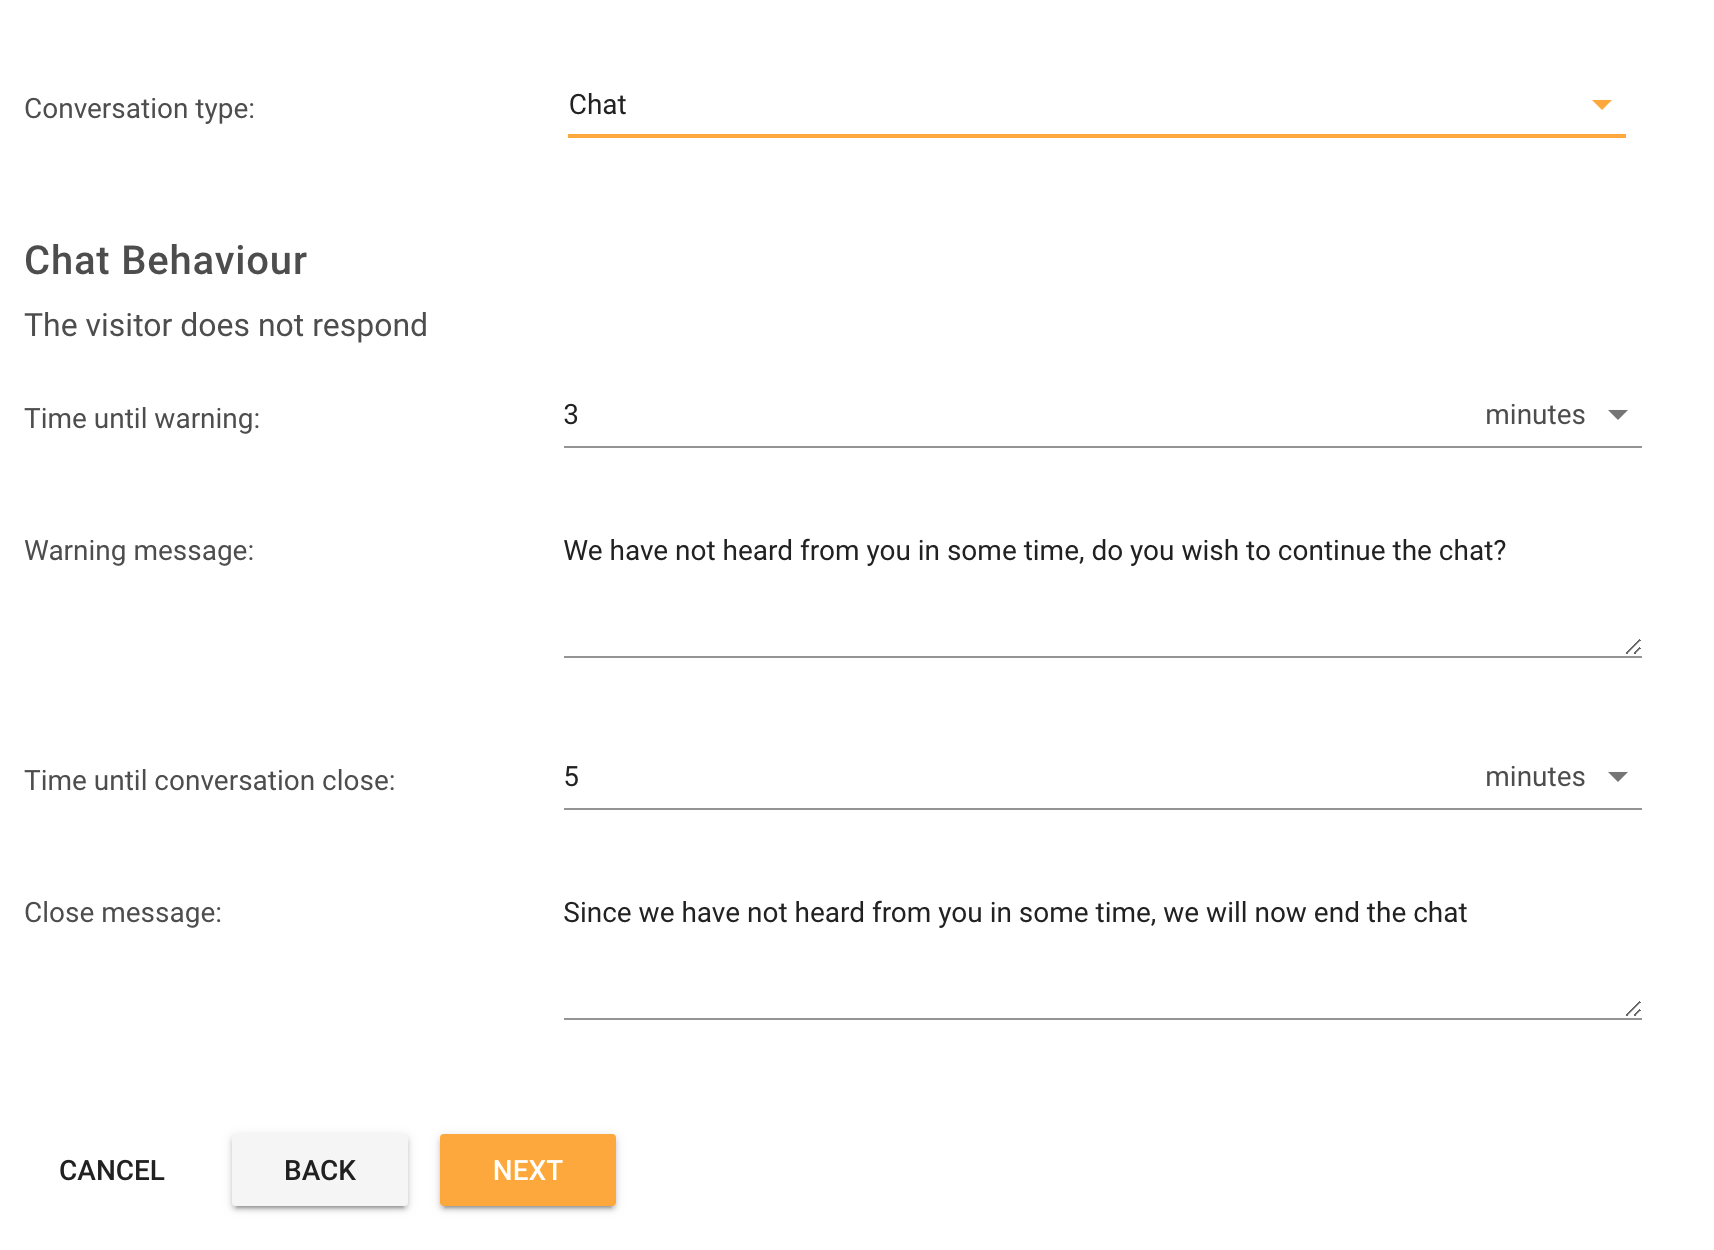 Conversation type: Chat
Chat Behaviour
The visitor does not respond
Time until warning: 3 minutes
Warning message: We have not heard from you in some time, do you wish to continue the chat?
Time until conversation close: 5 minutes
Close message: Since we have not heard from you in some time, we will now end the chat
CANCEL BACK NEXT